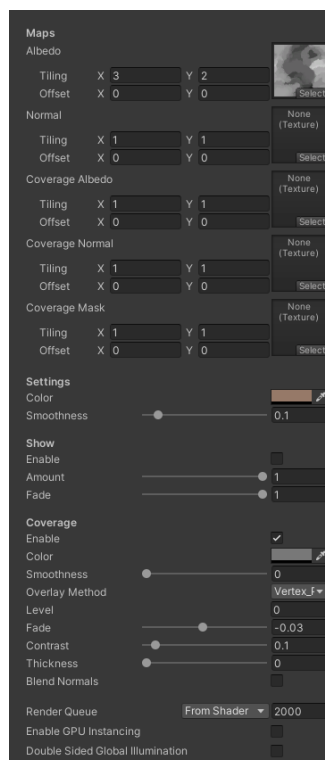 Maps
Albedo
Tiling X 3 Y 2
Offset X 0 Y 0 Select
Normal None (Texture)
Tiling X 1 Y 1
Offset X 0 Y 0 Select
Coverage Albedo None (Texture)
Tiling X 1 Y 1
Offset X 0 Y 0 Select
Coverage Normal None (Texture)
Tiling X 1 Y 1
Offset X 0 Y 0 Select
Coverage Mask None (Texture)
Tiling X 1 Y 1
Offset X 0 Y 0 Select
Settings
Color
Smoothness 0.1
Show
Enable
Amount 1
Fade 1
Coverage
Enable
Color
Smoothness 0
Overlay Method Vertex_F
Level 0
Fade -0.03
Contrast 0.1
Thickness 0
Blend Normals
Render Queue From Shader 2000
Enable GPU Instancing
Double Sided Global Illumination